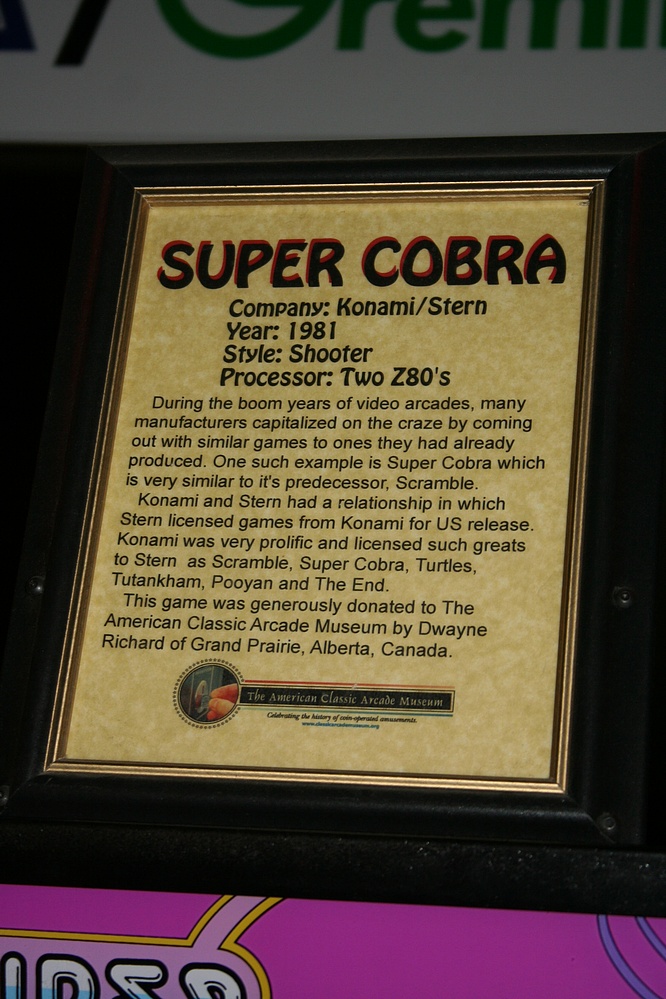 Gremlin
SUPER COBRA
Company: Konami/Stern
Year: 1981
Style: Shooter
Processor: Two Z80's
During the boom years of video arcades, many
manufacturers capitalized on the craze by coming
out with similar games to ones they had already
produced. One such example is Super Cobra which
is very similar to it's predecessor, Scramble.
Konami and Stern had a relationship in which
Stern licensed games from Konami for US release.
Konami was very prolific and licensed such greats
to Stern as Scramble, Super Cobra, Turtles,
Tutankham, Pooyan and The End.
This game was generously donated to The
American Classic Arcade Museum by Dwayne
Richard of Grand Prairie, Alberta, Canada.
The American Classic Arcade Museum
Celebrating the history of coin-operated amusements.
www.classicarcademuseum.org